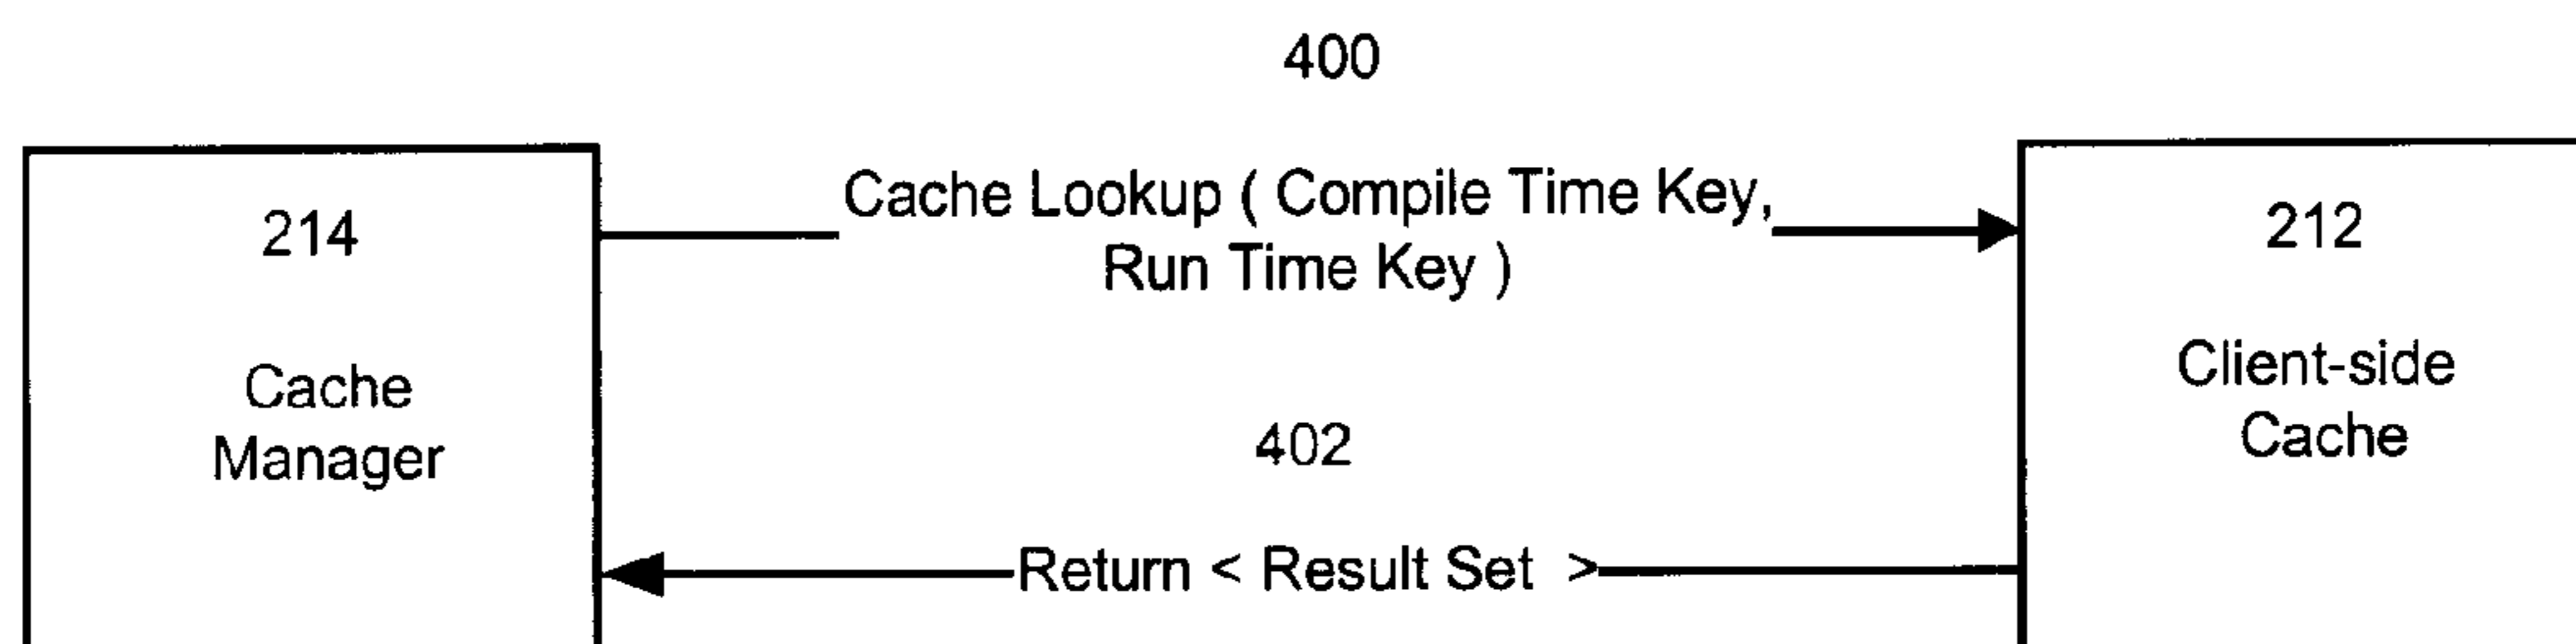 400
214
Cache
Manager
Cache Lookup ( Compile Time Key,
Run Time Key )
402
Return < Result Set >
212
Client-side
Cache